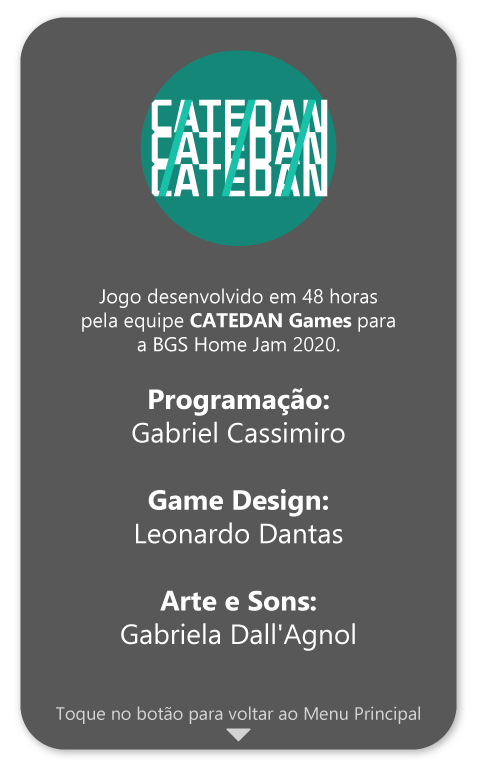 CATEDAN
CATEDAN
CATEDAN
Jogo desenvolvido em 48 horas
pela equipe CATEDAN Games para
a BGS Home Jam 2020.
Programação:
Gabriel Cassimiro
Game Design:
Leonardo Dantas
Arte e Sons:
Gabriela Dall'Agnol
Toque no botão para voltar ao Menu Principal